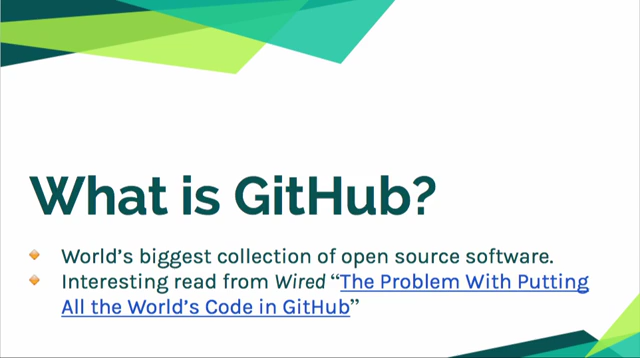 What is GitHub?
World's biggest collection of open source software.
Interesting read from Wired “The Problem With Putting
All the World's Code in GitHub”